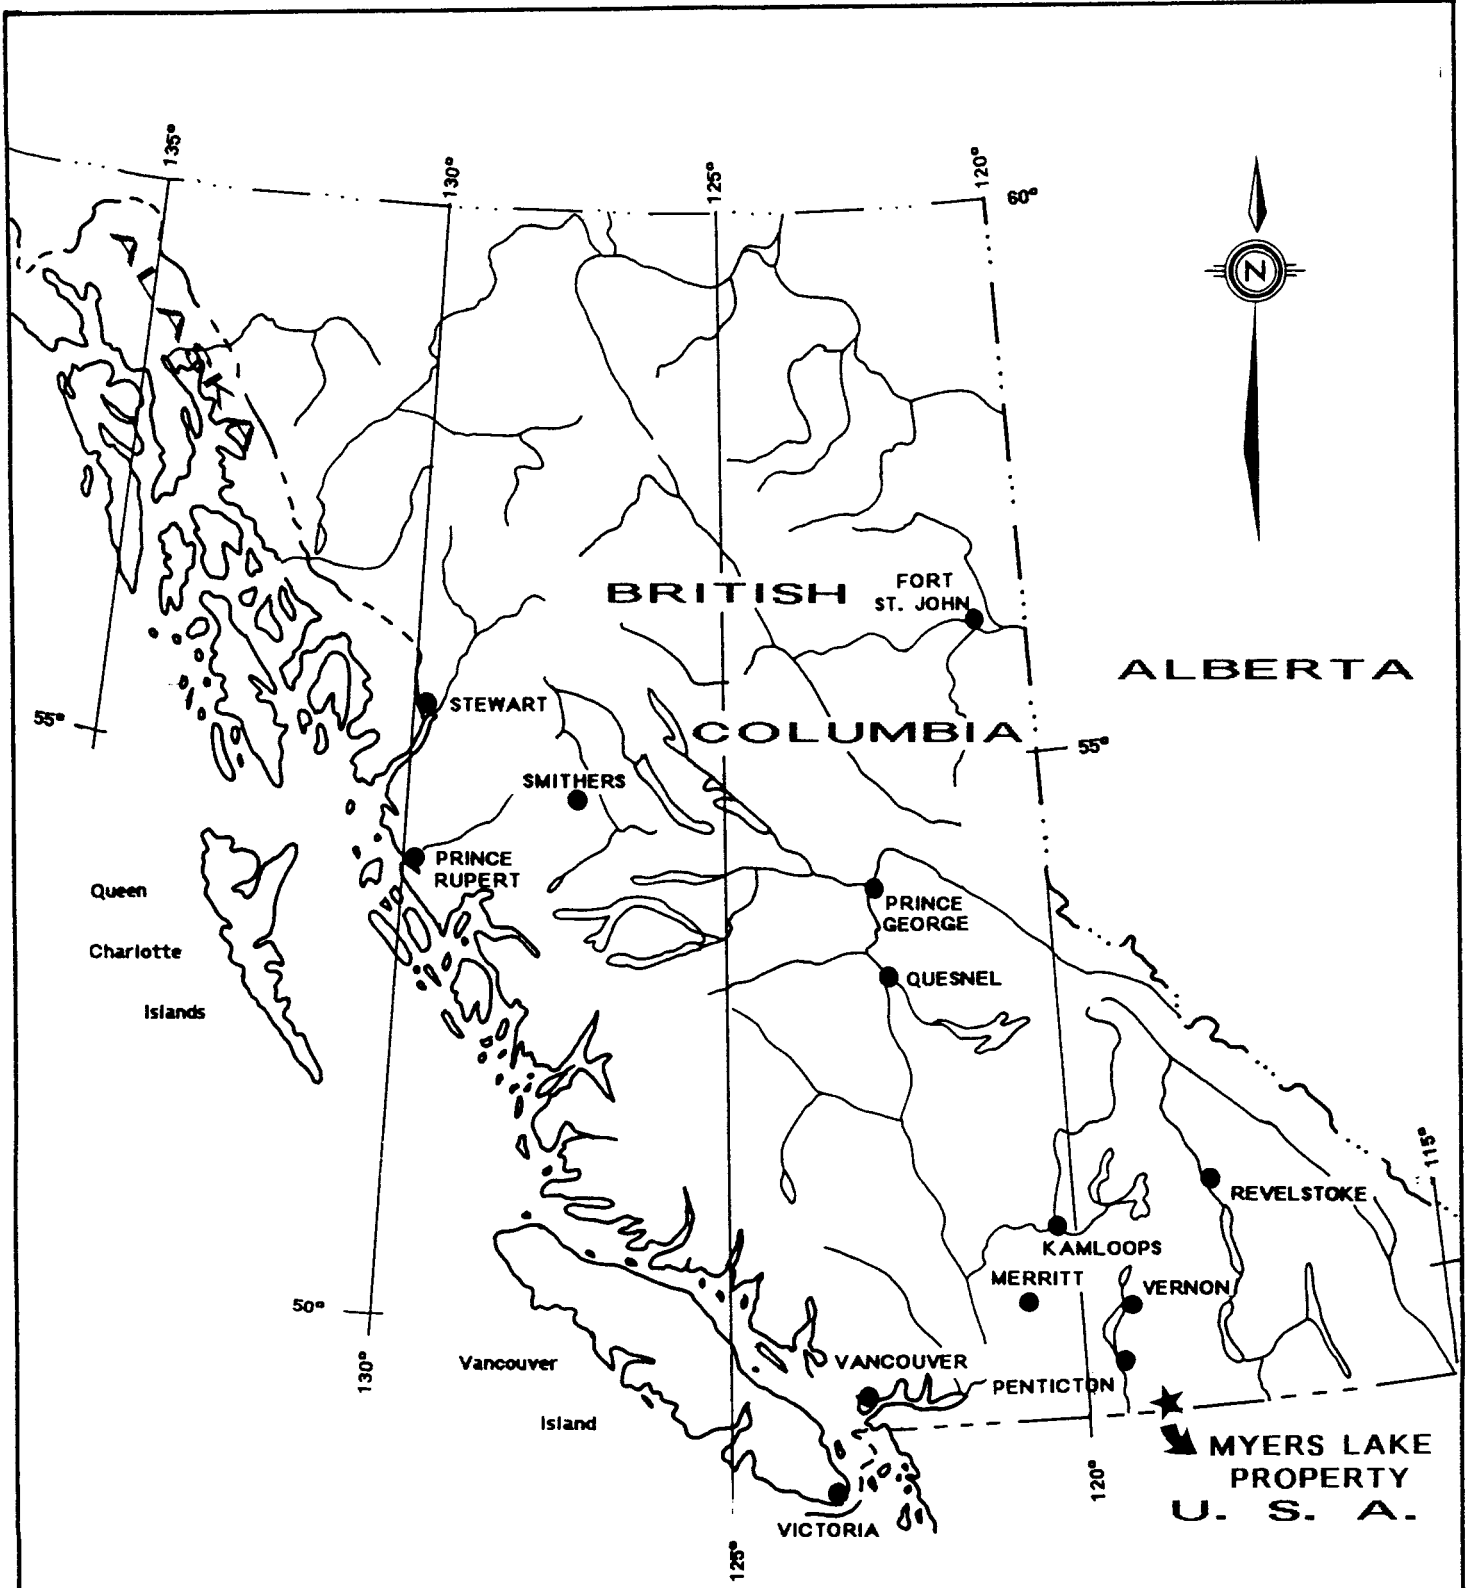 135°
130°
125°
120°
60°
N
ALASKA
BRITISH
FORT
ST. JOHN
ALBERTA
STEWART
55°
COLUMBIA
55°
SMITHERS
PRINCE
RUPERT
Queen
Charlotte
Islands
PRINCE
GEORGE
QUESNEL
115°
REVELSTOKE
KAMLOOPS
MERRITT
VERNON
50°
130°
Vancouver
Island
VANCOUVER
PENTICTON
MYERS LAKE
PROPERTY
U. S. A.
120°
VICTORIA
125°